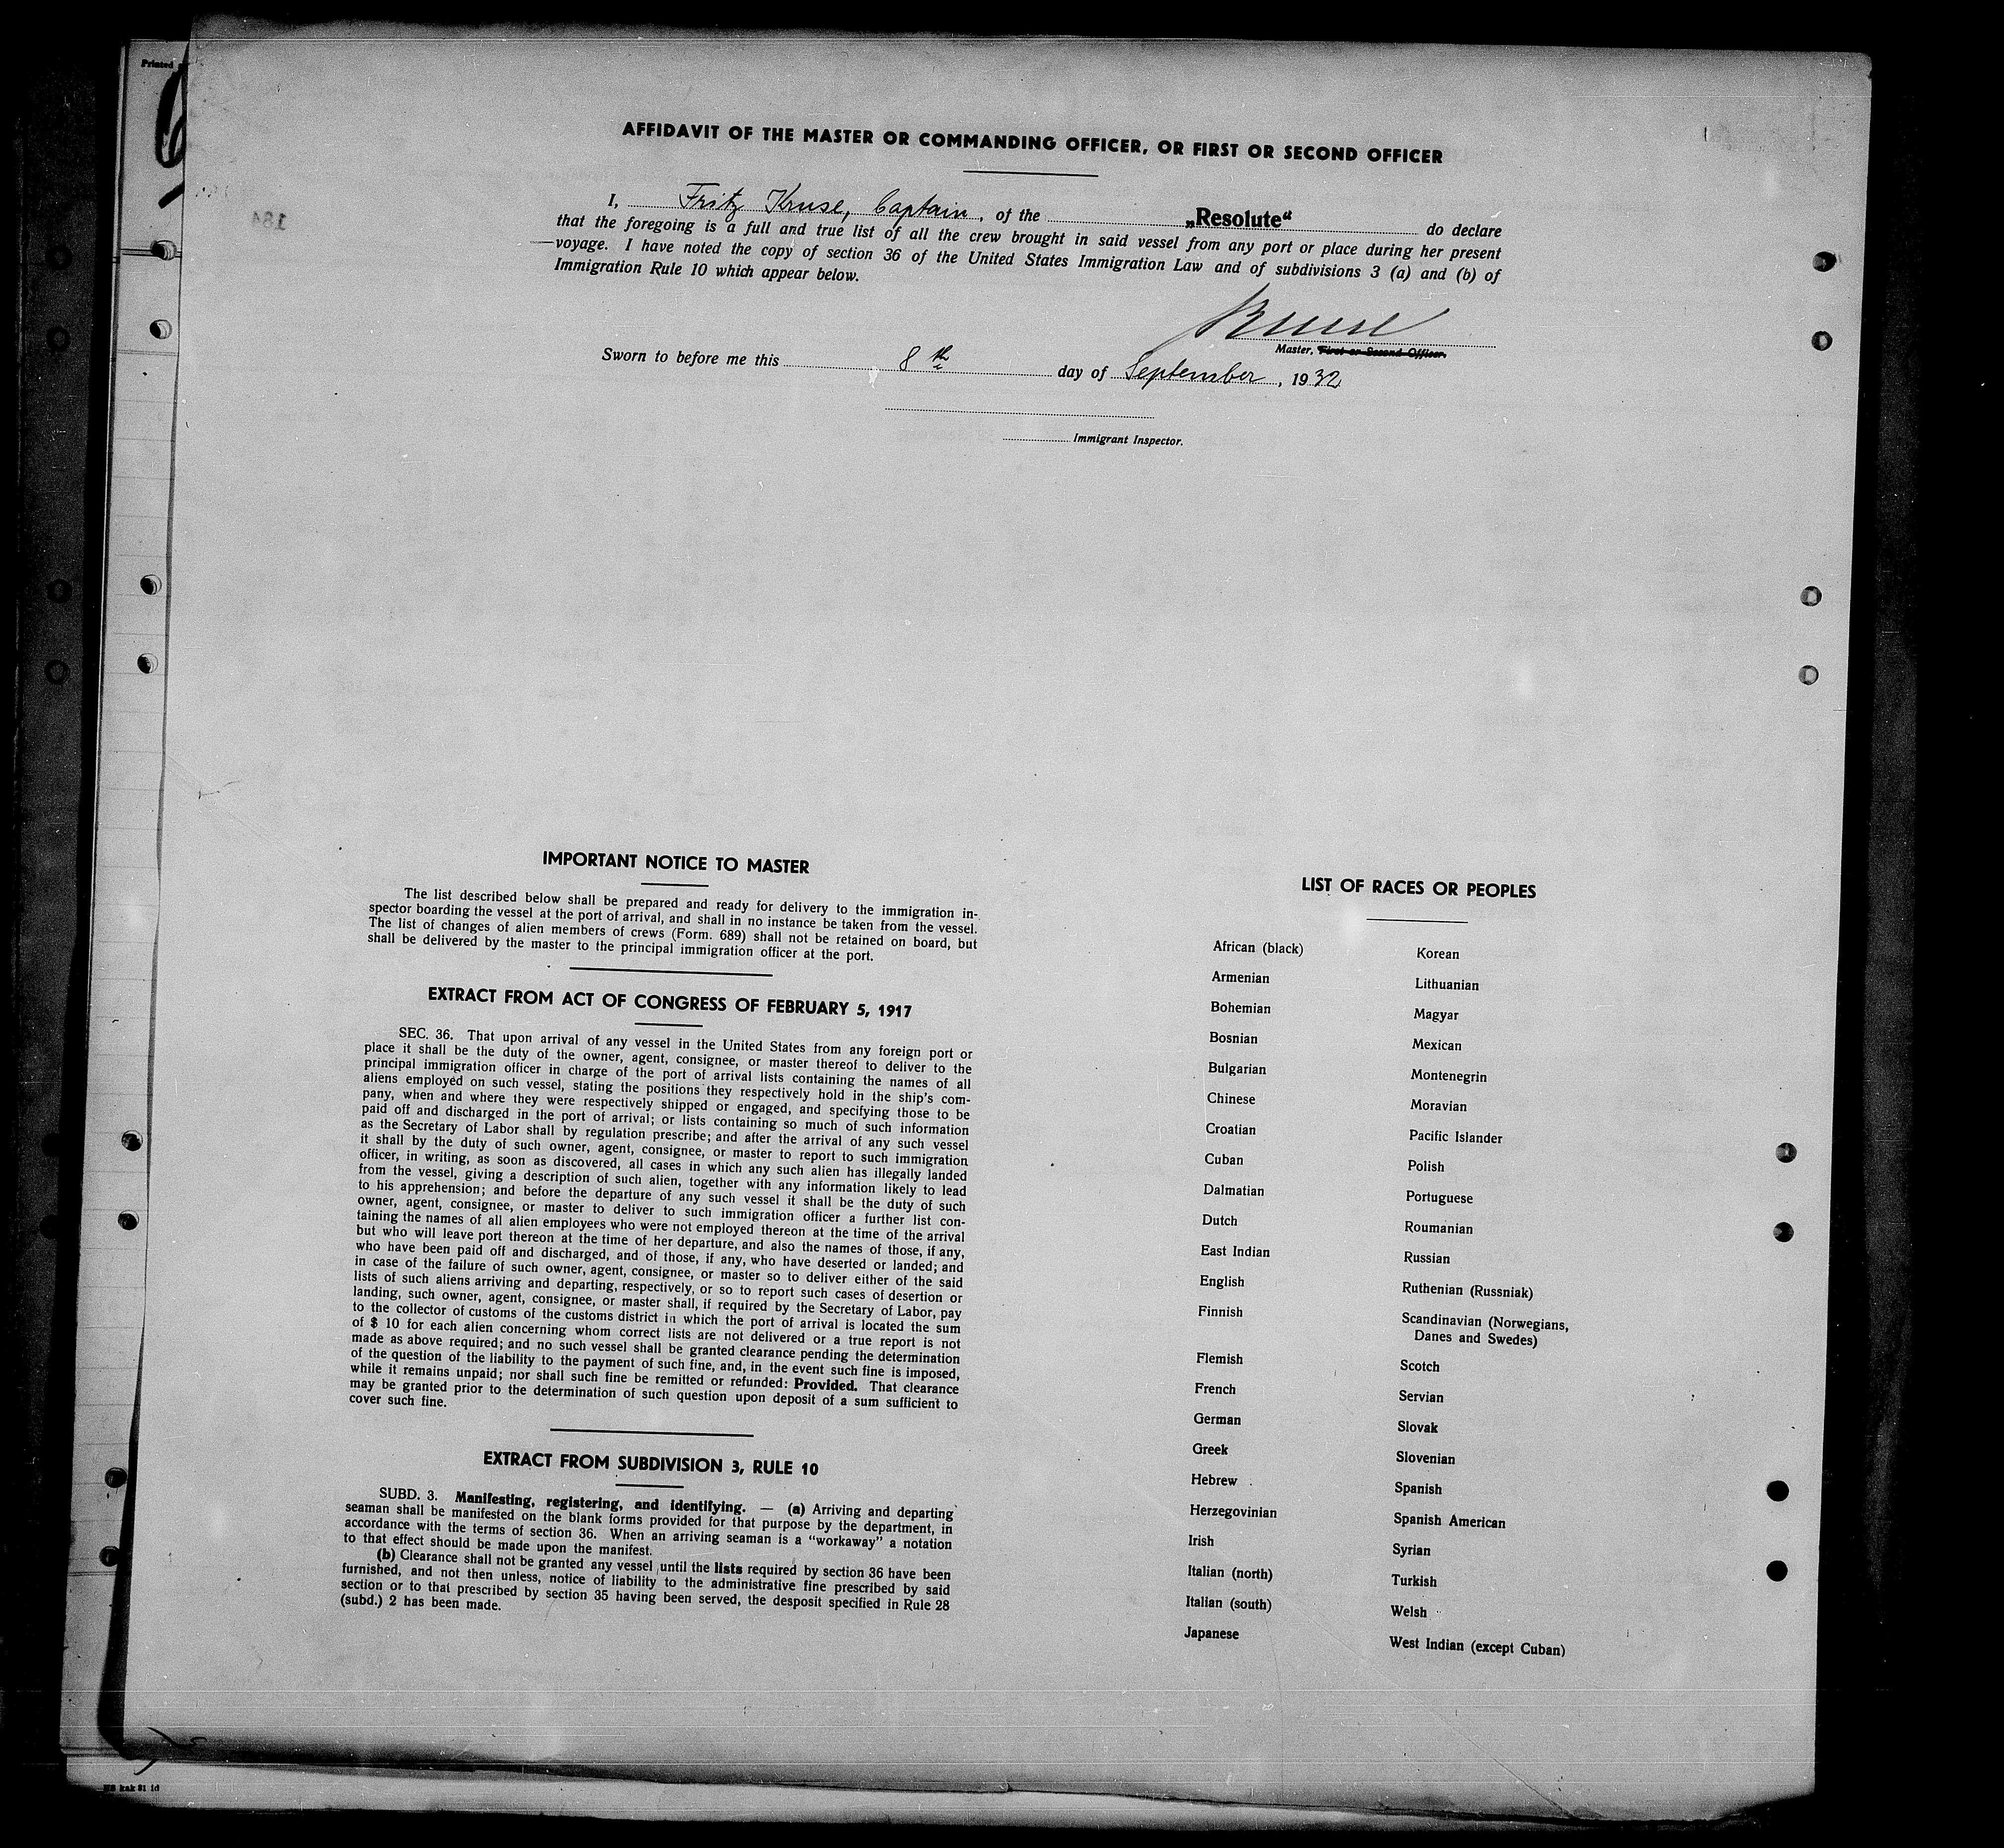 Printed
AFFIDAVIT OF THE MASTER OR COMMANDING OFFICER, OR FIRST OR SECOND OFFICER
I, Fritz Kruse, Captain, of the „Resolute“ do declare
that the foregoing is a full and true list of all the crew brought in said vessel from any port or place during her present
voyage. I have noted the copy of section 36 of the United States Immigration Law and of subdivisions 3 (a) and (b) of
Immigration Rule 10 which appear below.
Kruse
Master, First or Second Officer.
Sworn to before me this 8th day of September, 1932
Immigrant Inspector.
184
IMPORTANT NOTICE TO MASTER
The list described below shall be prepared and ready for delivery to the immigration in-
spector boarding the vessel at the port of arrival, and shall in no instance be taken from the vessel.
The list of changes of alien members of crews (Form. 689) shall not be retained on board, but
shall be delivered by the master to the principal immigration officer at the port.
EXTRACT FROM ACT OF CONGRESS OF FEBRUARY 5, 1917
SEC. 36. That upon arrival of any vessel in the United States from any foreign port or
place it shall be the duty of the owner, agent, consignee, or master thereof to deliver to the
principal immigration officer in charge of the port of arrival lists containing the names of all
aliens employed on such vessel, stating the positions they respectively hold in the ship's com-
pany, when and where they were respectively shipped or engaged, and specifying those to be
paid off and discharged in the port of arrival; or lists containing so much of such information
as the Secretary of Labor shall by regulation prescribe; and after the arrival of any such vessel
it shall by the duty of such owner, agent, consignee, or master to report to such immigration
officer, in writing, as soon as discovered, all cases in which any such alien has illegally landed
from the vessel, giving a description of such alien, together with any information likely to lead
to his apprehension; and before the departure of any such vessel it shall be the duty of such
owner, agent, consignee, or master to deliver to such immigration officer a further list con-
taining the names of all alien employees who were not employed thereon at the time of the arrival
but who will leave port thereon at the time of her departure, and also the names of those, if any,
who have been paid off and discharged, and of those, if any, who have deserted or landed; and
in case of the failure of such owner, agent, consignee, or master so to deliver either of the said
lists of such aliens arriving and departing, respectively, or so to report such cases of desertion or
landing, such owner, agent, consignee, or master shall, if required by the Secretary of Labor, pay
to the collector of customs of the customs district in which the port of arrival is located the sum
of $ 10 for each alien concerning whom correct lists are not delivered or a true report is not
made as above required; and no such vessel shall be granted clearance pending the determination
of the question of the liability to the payment of such fine, and, in the event such fine is imposed,
while it remains unpaid; nor shall such fine be remitted or refunded: Provided. That clearance
may be granted prior to the determination of such question upon deposit of a sum sufficient to
cover such fine.
EXTRACT FROM SUBDIVISION 3, RULE 10
SUBD. 3. Manifesting, registering, and identifying. — (a) Arriving and departing
seaman shall be manifested on the blank forms provided for that purpose by the department, in
accordance with the terms of section 36. When an arriving seaman is a "workaway" a notation
to that effect should be made upon the manifest.
(b) Clearance shall not be granted any vessel until the lists required by section 36 have been
furnished, and not then unless, notice of liability to the administrative fine prescribed by said
section or to that prescribed by section 35 having been served, the desposit specified in Rule 28
(subd.) 2 has been made.
LIST OF RACES OR PEOPLES
African (black)
Armenian
Bohemian
Bosnian
Bulgarian
Chinese
Croatian
Cuban
Dalmatian
Dutch
East Indian
English
Finnish
Flemish
French
German
Greek
Hebrew
Herzegovinian
Irish
Italian (north)
Italian (south)
Japanese
Korean
Lithuanian
Magyar
Mexican
Montenegrin
Moravian
Pacific Islander
Polish
Portuguese
Roumanian
Russian
Ruthenian (Russniak)
Scandinavian (Norwegians,
Danes and Swedes)
Scotch
Servian
Slovak
Slovenian
Spanish
Spanish American
Syrian
Turkish
Welsh
West Indian (except Cuban)